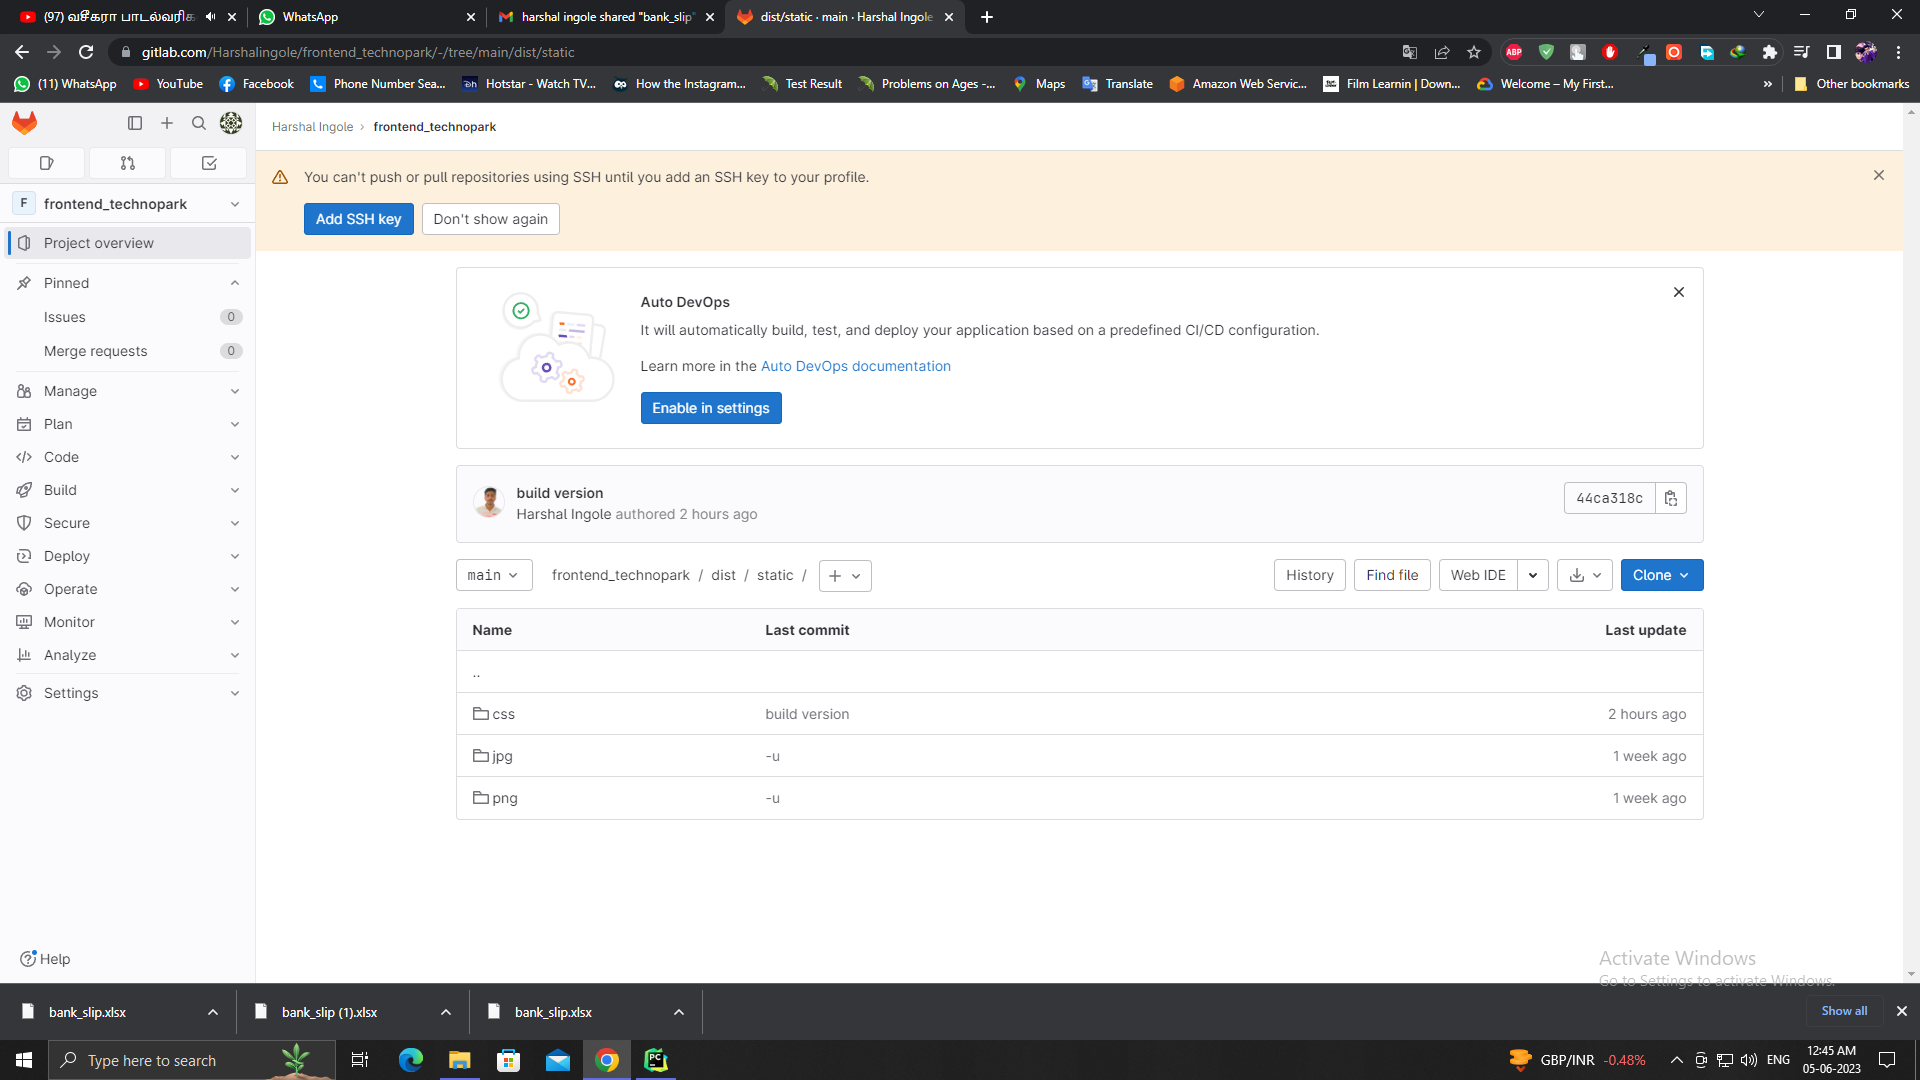 (97) வசீகரா பாடல்வரிக
WhatsApp
harshal ingole shared "bank_slip"
dist/static · main · Harshal Ingole
gitlab.com/Harshalingole/frontend_technopark/-/tree/main/dist/static
(11) WhatsApp
YouTube
Facebook
Phone Number Sea...
Hotstar - Watch TV...
How the Instagram...
Test Result
Problems on Ages -...
Maps
Translate
Amazon Web Servic...
Film Learnin | Down...
Welcome – My First...
»
Other bookmarks
Harshal Ingole › frontend_technopark
You can't push or pull repositories using SSH until you add an SSH key to your profile.
Add SSH key
Don't show again
F frontend_technopark
Project overview
Pinned
Issues 0
Merge requests 0
Manage
Plan
Code
Build
Secure
Deploy
Operate
Monitor
Analyze
Settings
Help
Auto DevOps
It will automatically build, test, and deploy your application based on a predefined CI/CD configuration.
Learn more in the Auto DevOps documentation
Enable in settings
build version
Harshal Ingole authored 2 hours ago
44ca318c
main
frontend_technopark / dist / static /
History
Find file
Web IDE
Clone
Name Last commit Last update
..
css build version 2 hours ago
jpg -u 1 week ago
png -u 1 week ago
Activate Windows
Go to Settings to activate Windows.
bank_slip.xlsx
bank_slip (1).xlsx
bank_slip.xlsx
Show all
Type here to search
GBP/INR -0.48%
ENG
12:45 AM
05-06-2023